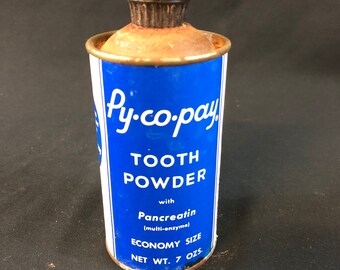 Py·co·pay
TOOTH
POWDER
with
Pancreatin
(multi-enzyme)
ECONOMY SIZE
NET WT. 7 OZS.